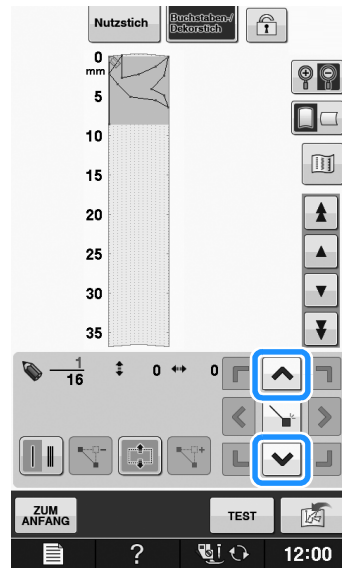 Nutzstich
Buchstaben-/
Dekorstich
0
mm
5
10
15
20
25
30
35
1
16
0
0
ZUM
ANFANG
TEST
?
12:00